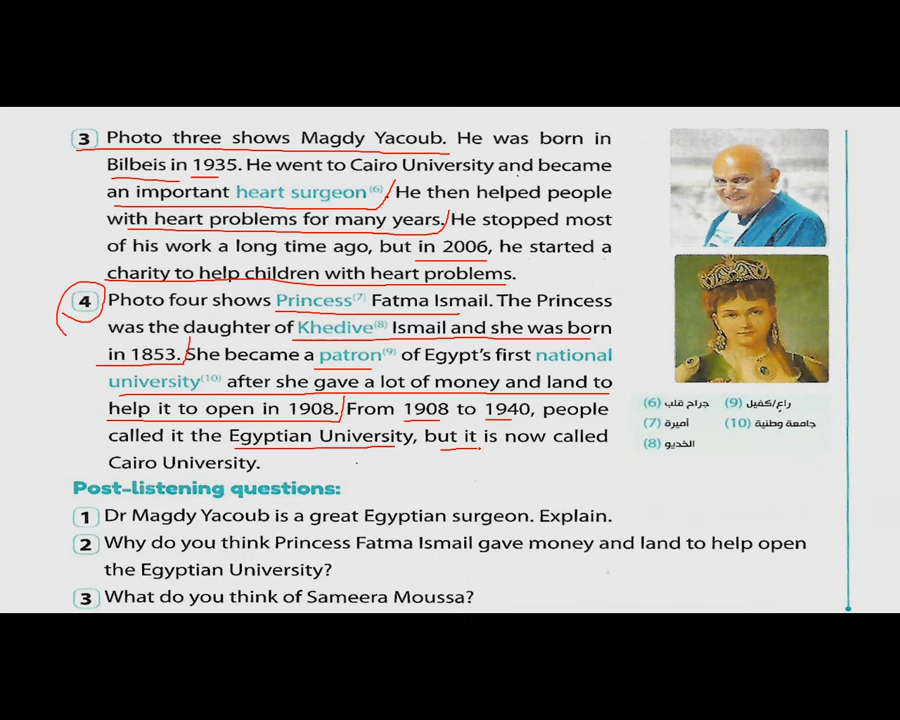 3 Photo three shows Magdy Yacoub. He was born in
Bilbeis in 1935. He went to Cairo University and became
an important heart surgeon(6). He then helped people
with heart problems for many years. He stopped most
of his work a long time ago, but in 2006, he started a
charity to help children with heart problems.
4 Photo four shows Princess(7) Fatma Ismail. The Princess
was the daughter of Khedive(8) Ismail and she was born
in 1853. She became a patron(9) of Egypt's first national
university(10) after she gave a lot of money and land to
help it to open in 1908. From 1908 to 1940, people
called it the Egyptian University, but it is now called
Cairo University.
(6) جراح قلب (9) راعٍ/كفيل
(7) أميرة (10) جامعة وطنية
(8) الخديو
Post-listening questions:
1 Dr Magdy Yacoub is a great Egyptian surgeon. Explain.
2 Why do you think Princess Fatma Ismail gave money and land to help open
the Egyptian University?
3 What do you think of Sameera Moussa?